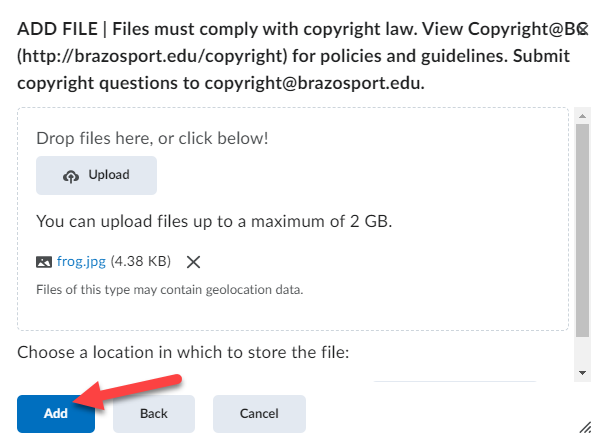 ADD FILE | Files must comply with copyright law. View Copyright@BC
(http://brazosport.edu/copyright) for policies and guidelines. Submit
copyright questions to copyright@brazosport.edu.
Drop files here, or click below!
Upload
You can upload files up to a maximum of 2 GB.
frog.jpg (4.38 KB)
Files of this type may contain geolocation data.
Choose a location in which to store the file:
Add Back Cancel